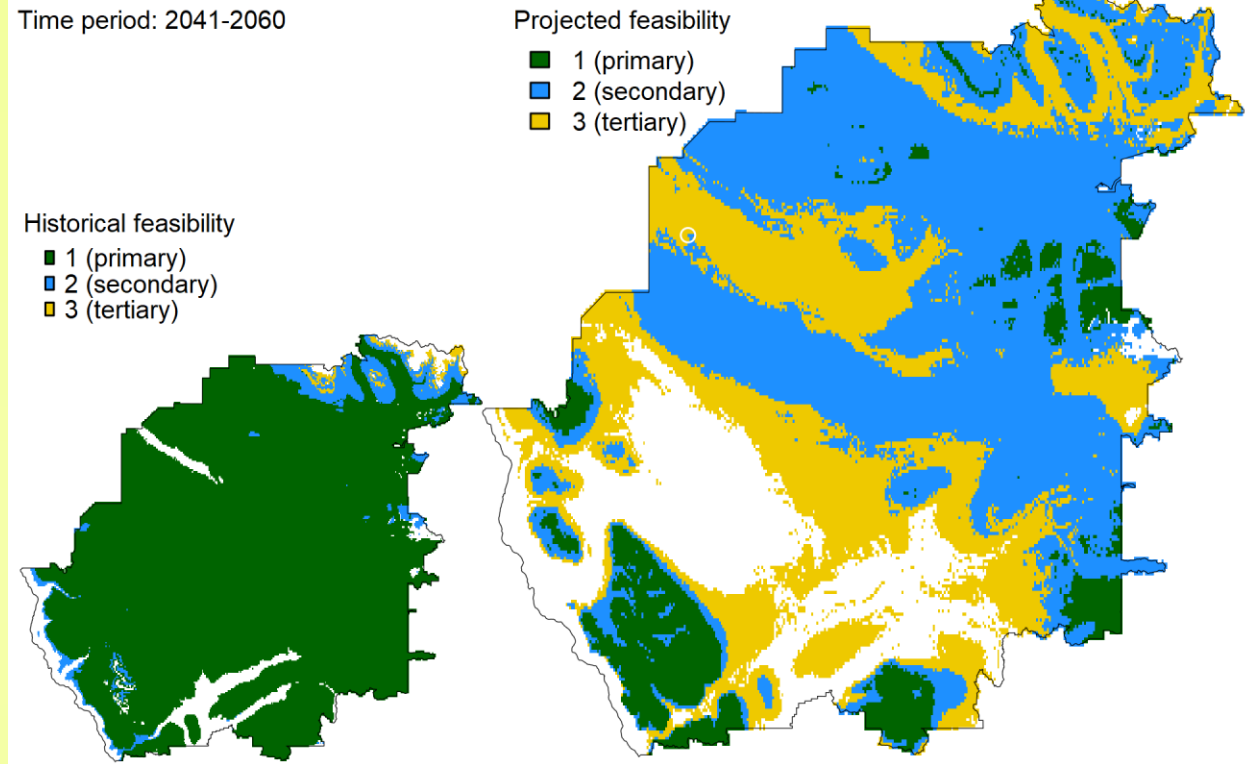 Time period: 2041-2060
Projected feasibility
1 (primary)
2 (secondary)
3 (tertiary)
Historical feasibility
1 (primary)
2 (secondary)
3 (tertiary)